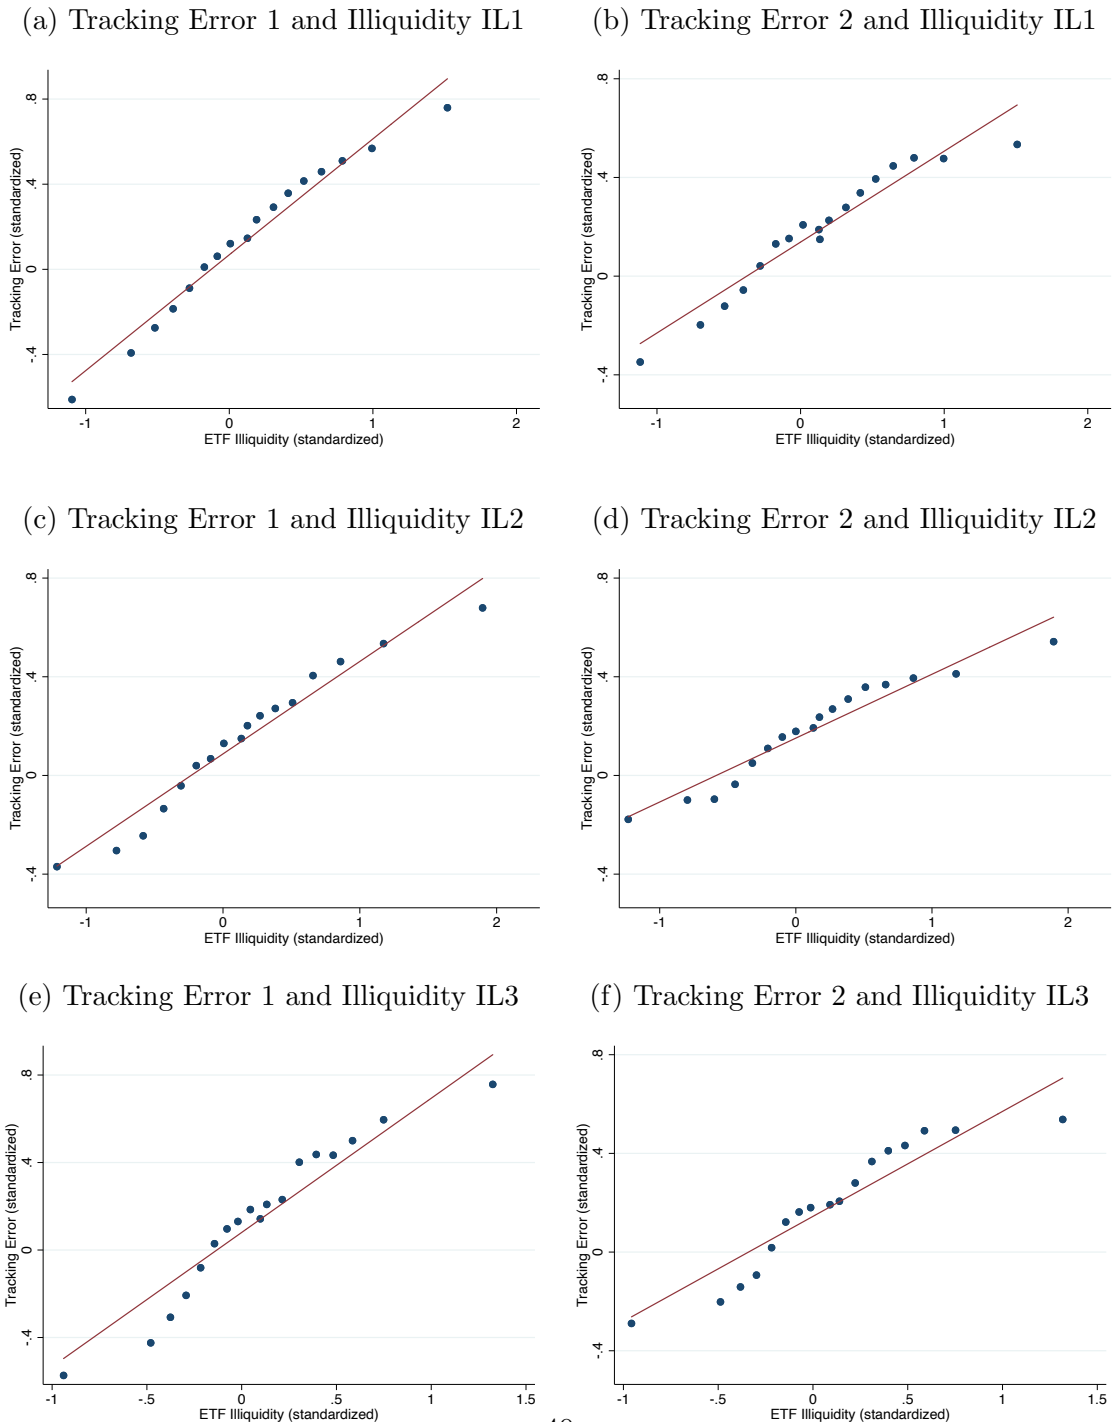 (a) Tracking Error 1 and Illiquidity IL1
Tracking Error (standardized)
.8
.4
0
-.4
-1 0 1 2
ETF Illiquidity (standardized)
(b) Tracking Error 2 and Illiquidity IL1
Tracking Error (standardized)
.8
.4
0
-.4
-1 0 1 2
ETF Illiquidity (standardized)
(c) Tracking Error 1 and Illiquidity IL2
Tracking Error (standardized)
.8
.4
0
-.4
-1 0 1 2
ETF Illiquidity (standardized)
(d) Tracking Error 2 and Illiquidity IL2
Tracking Error (standardized)
.8
.4
0
-.4
-1 0 1 2
ETF Illiquidity (standardized)
(e) Tracking Error 1 and Illiquidity IL3
Tracking Error (standardized)
.8
.4
0
-.4
-1 -.5 0 .5 1 1.5
ETF Illiquidity (standardized)
(f) Tracking Error 2 and Illiquidity IL3
Tracking Error (standardized)
.8
.4
0
-.4
-1 -.5 0 .5 1 1.5
ETF Illiquidity (standardized)